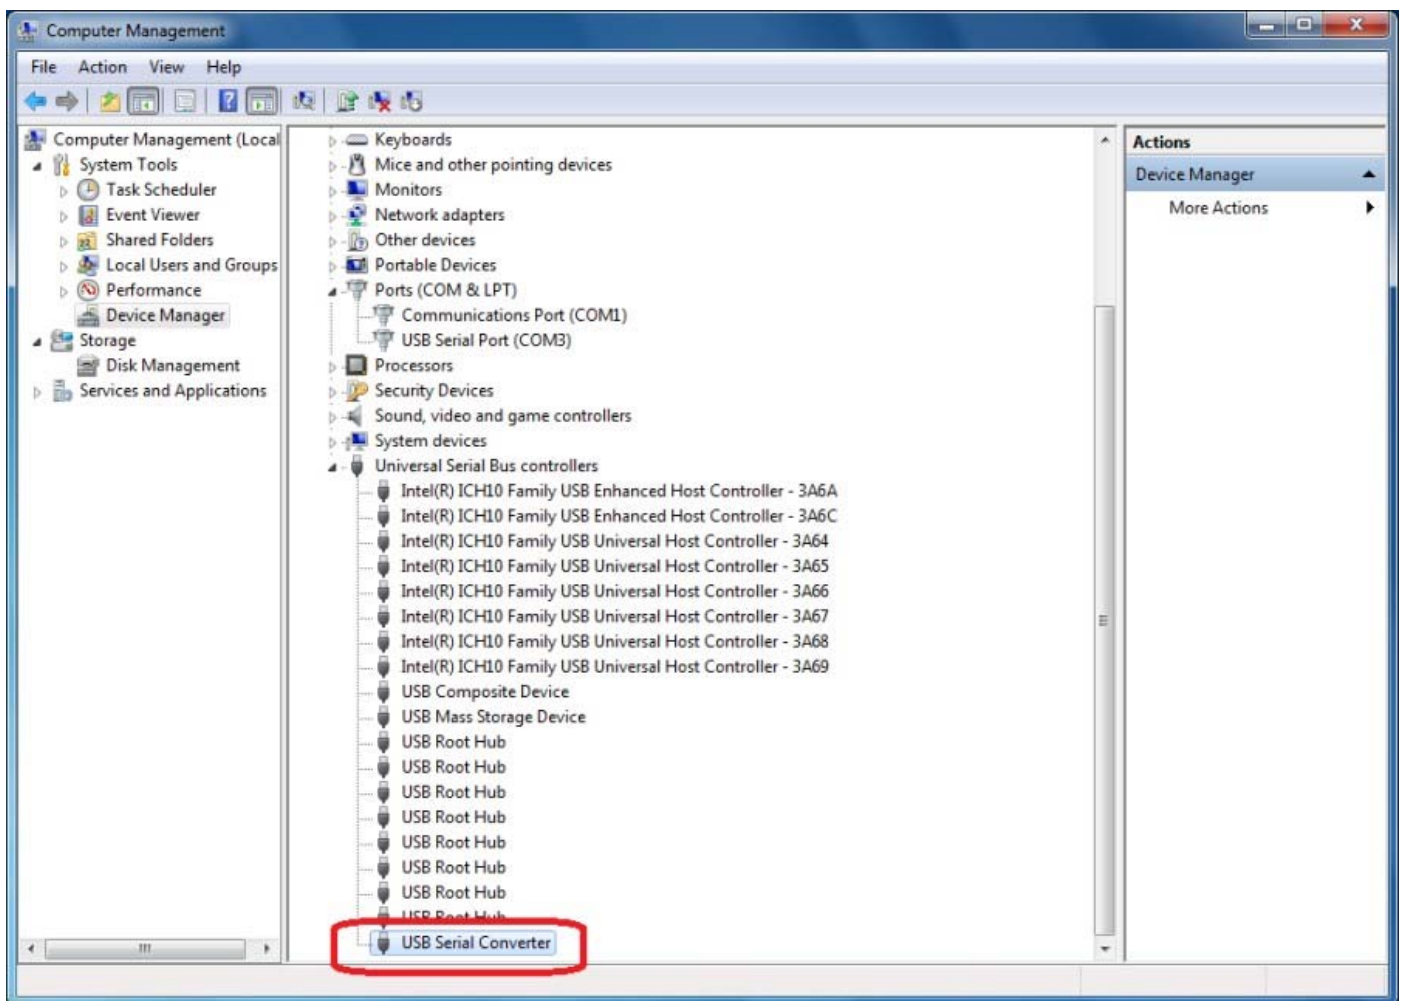 Computer Management
File Action View Help
Computer Management (Local
System Tools
Task Scheduler
Event Viewer
Shared Folders
Local Users and Groups
Performance
Device Manager
Storage
Disk Management
Services and Applications
Keyboards
Mice and other pointing devices
Monitors
Network adapters
Other devices
Portable Devices
Ports (COM & LPT)
Communications Port (COM1)
USB Serial Port (COM3)
Processors
Security Devices
Sound, video and game controllers
System devices
Universal Serial Bus controllers
Intel(R) ICH10 Family USB Enhanced Host Controller - 3A6A
Intel(R) ICH10 Family USB Enhanced Host Controller - 3A6C
Intel(R) ICH10 Family USB Universal Host Controller - 3A64
Intel(R) ICH10 Family USB Universal Host Controller - 3A65
Intel(R) ICH10 Family USB Universal Host Controller - 3A66
Intel(R) ICH10 Family USB Universal Host Controller - 3A67
Intel(R) ICH10 Family USB Universal Host Controller - 3A68
Intel(R) ICH10 Family USB Universal Host Controller - 3A69
USB Composite Device
USB Mass Storage Device
USB Root Hub
USB Root Hub
USB Root Hub
USB Root Hub
USB Root Hub
USB Root Hub
USB Root Hub
USB Root Hub
USB Serial Converter
Actions
Device Manager
More Actions